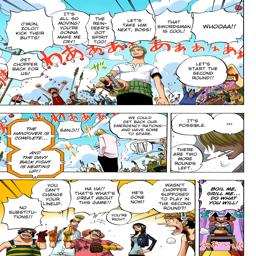 C'MON, ZOLO! KICK THEIR BUTTS!
IT'S ALL SO MOVING! YOU'RE GONNA MAKE ME CRY!
THE REIN-DEER'S GOT SPIRIT TOO!
LET'S TAKE HIM NEXT, BOSS!
THAT SWORDSMAN IS COOL!
WHOOAA!!
GET CHOPPER BACK FOR US!
LET'S START THE SECOND ROUND!!
THE HANDOVER IS COMPLETE...
AND THE DAVY BACK FIGHT IS HEATING UP!!
SANJI!
WE COULD GET BACK OUR EMERGENCY RATIONS-- AND HAVE SOME TO SPARE.
IT'S POSSIBLE.
THERE ARE TWO MORE ROUNDS LEFT.
NO SUBSTITU-TIONS!!
YOU CAN'T CHANGE YOUR LINEUP.
HA HA!! THAT'S WHAT'S SO GREAT ABOUT THIS GAME.
YOU'RE RIGHT.
HE'S GONE NOW!
WASN'T CHOPPER SUPPOSED TO PLAY IN THE SECOND ROUND?!
BOIL ME, GRILL ME... DO WHAT YOU WILL!